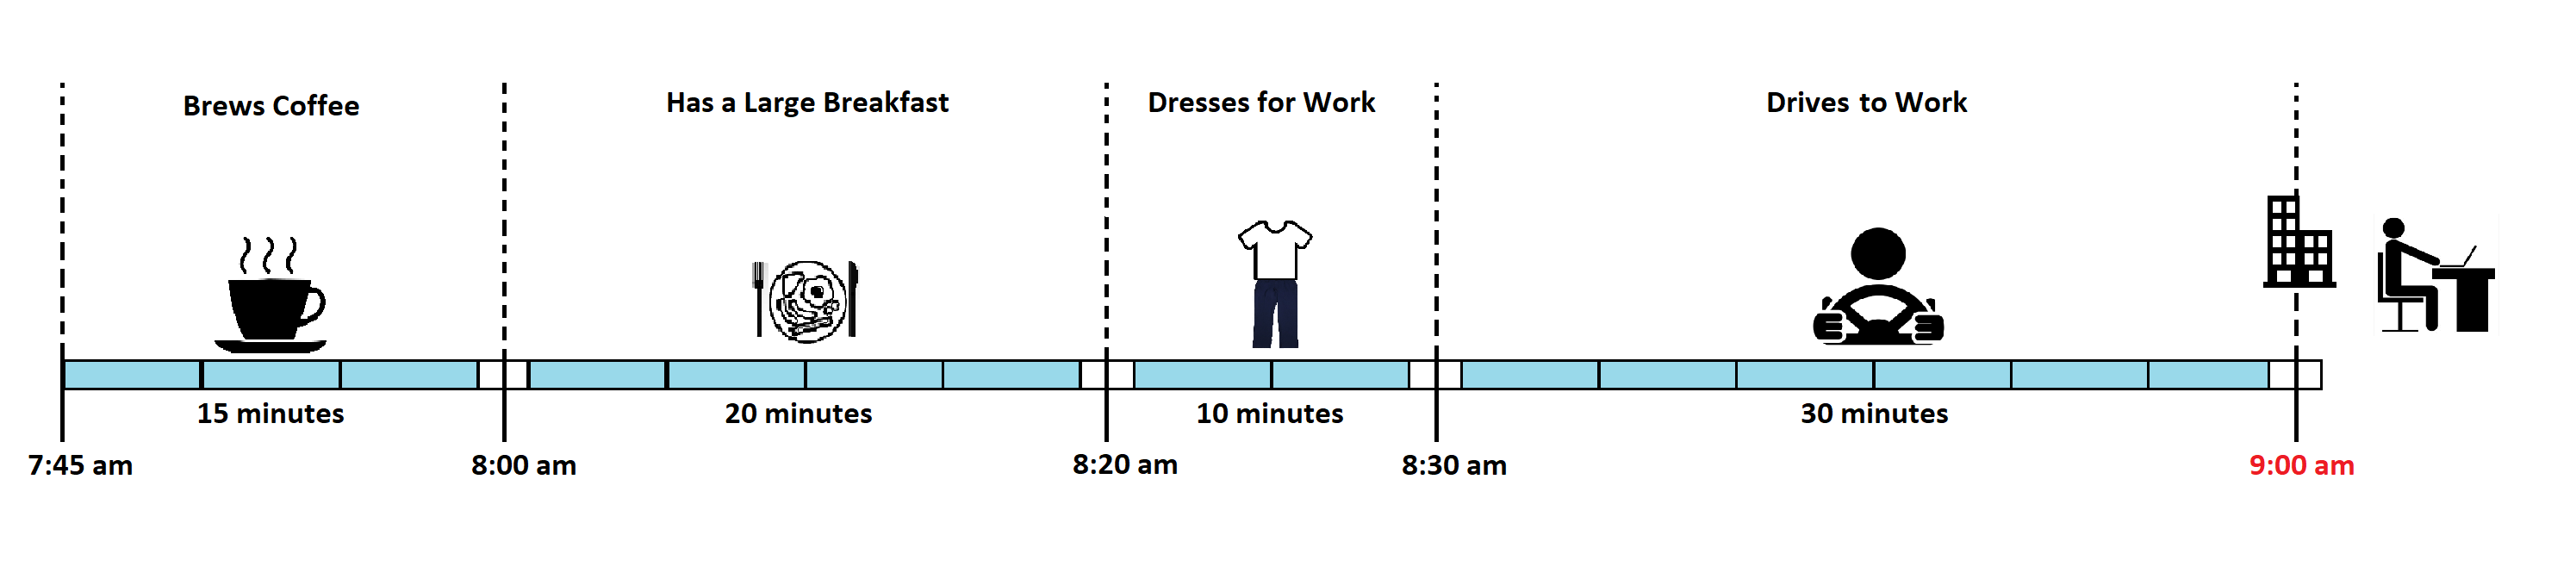 Brews Coffee
Has a Large Breakfast
Dresses for Work
Drives to Work
15 minutes
20 minutes
10 minutes
30 minutes
7:45 am
8:00 am
8:20 am
8:30 am
9:00 am